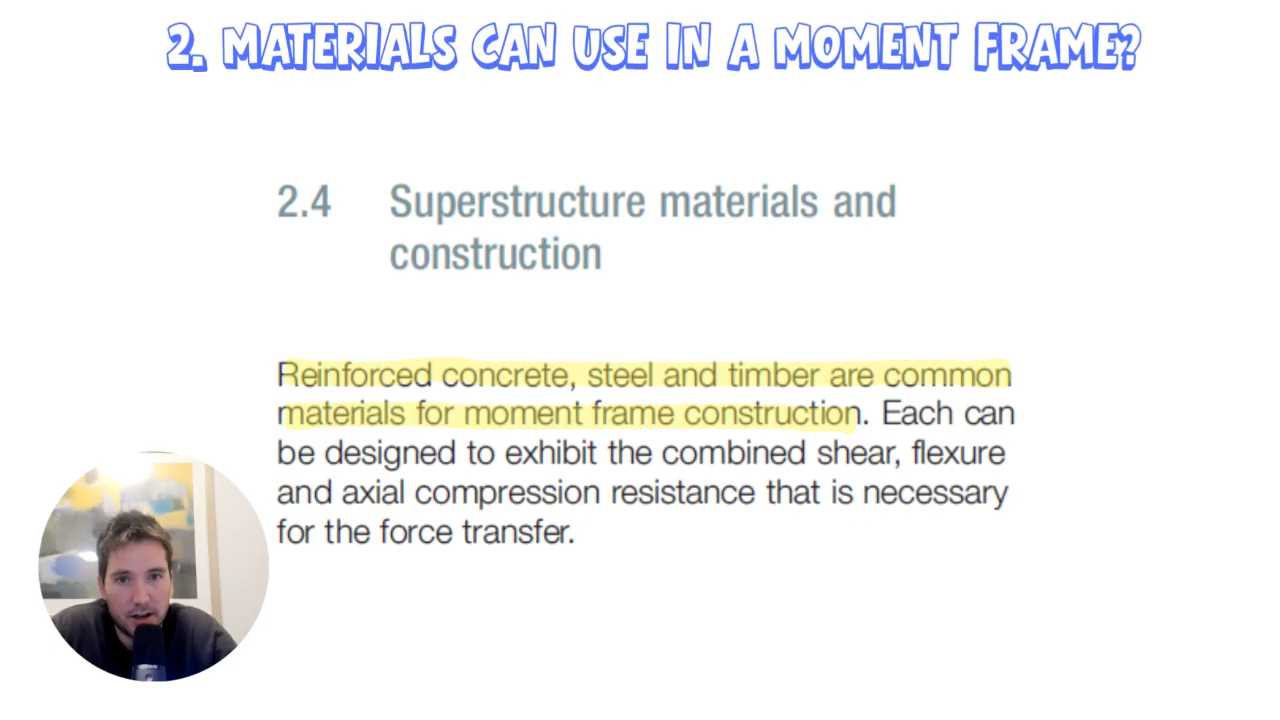 2. MATERIALS CAN USE IN A MOMENT FRAME?
2.4 Superstructure materials and
construction
Reinforced concrete, steel and timber are common
materials for moment frame construction. Each can
be designed to exhibit the combined shear, flexure
and axial compression resistance that is necessary
for the force transfer.